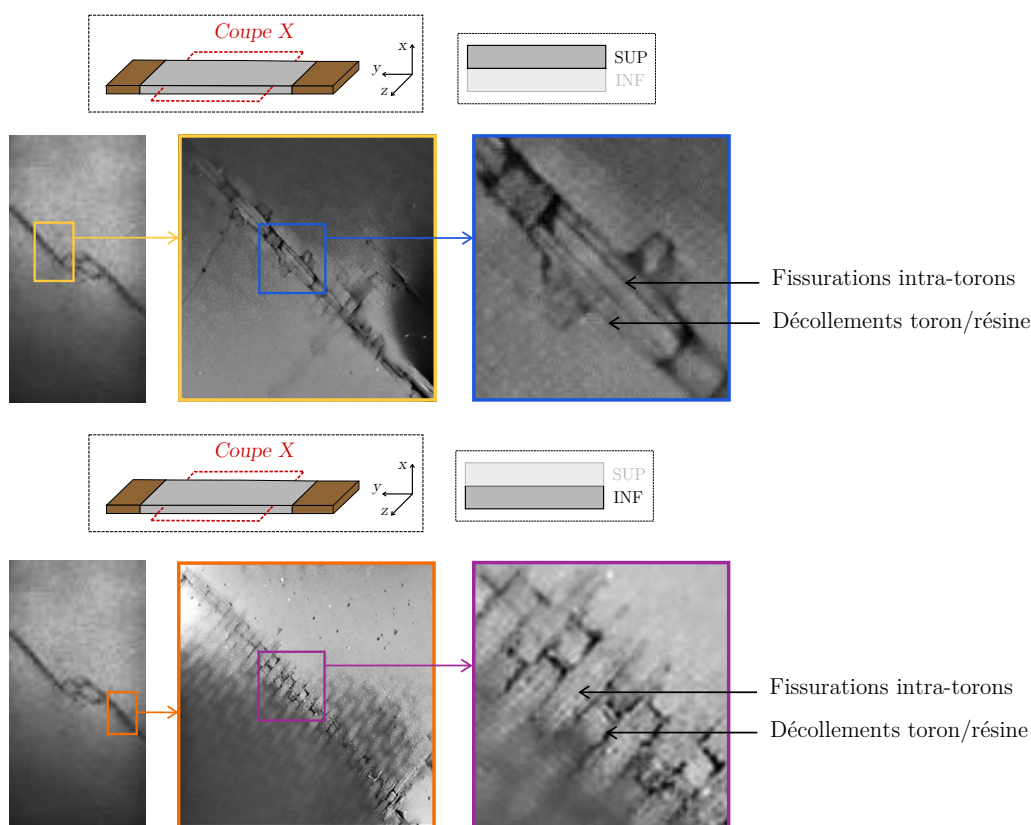 Coupe X
x
y
z
SUP
INF
Fissurations intra-torons
Décollements toron/résine
Coupe X
x
y
z
SUP
INF
Fissurations intra-torons
Décollements toron/résine